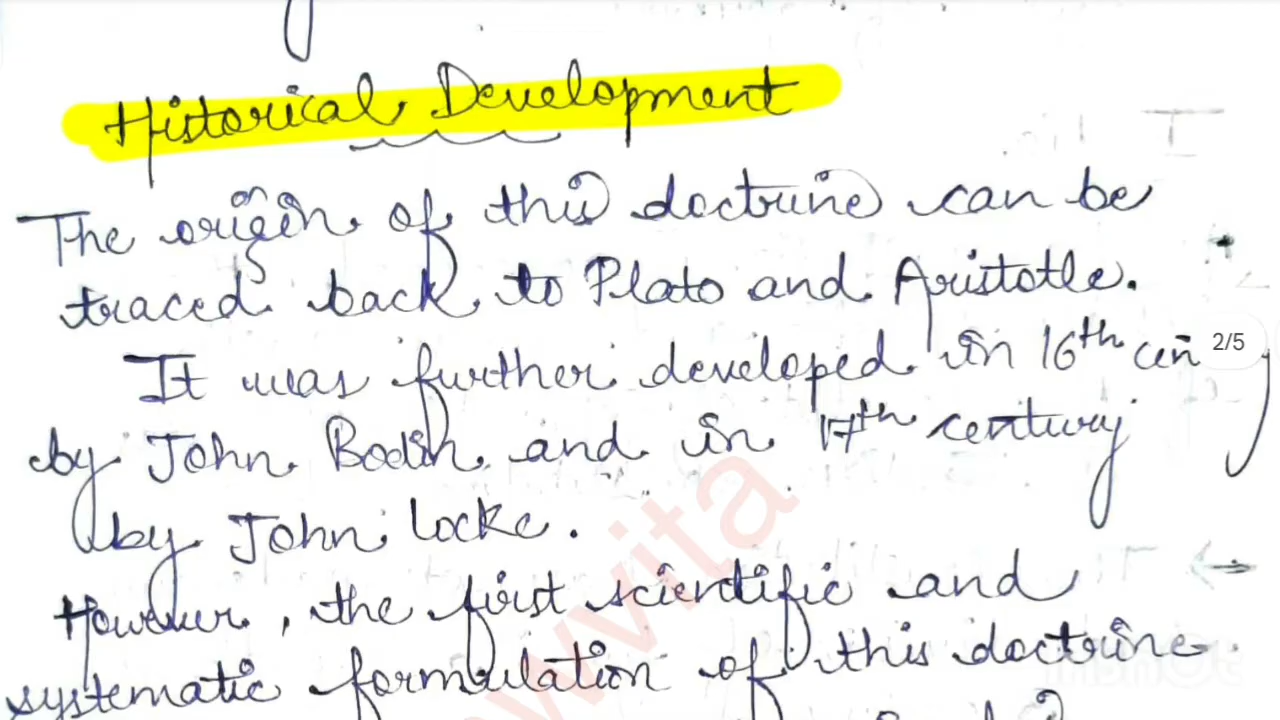 Historical Development
The origin of this doctrine can be
traced back to Plato and Aristotle.
It was further developed in 16th cen
2/5
by John Bodin and in 17th century
by John Locke.
However, the first scientific and
systematic formulation of this doctrine